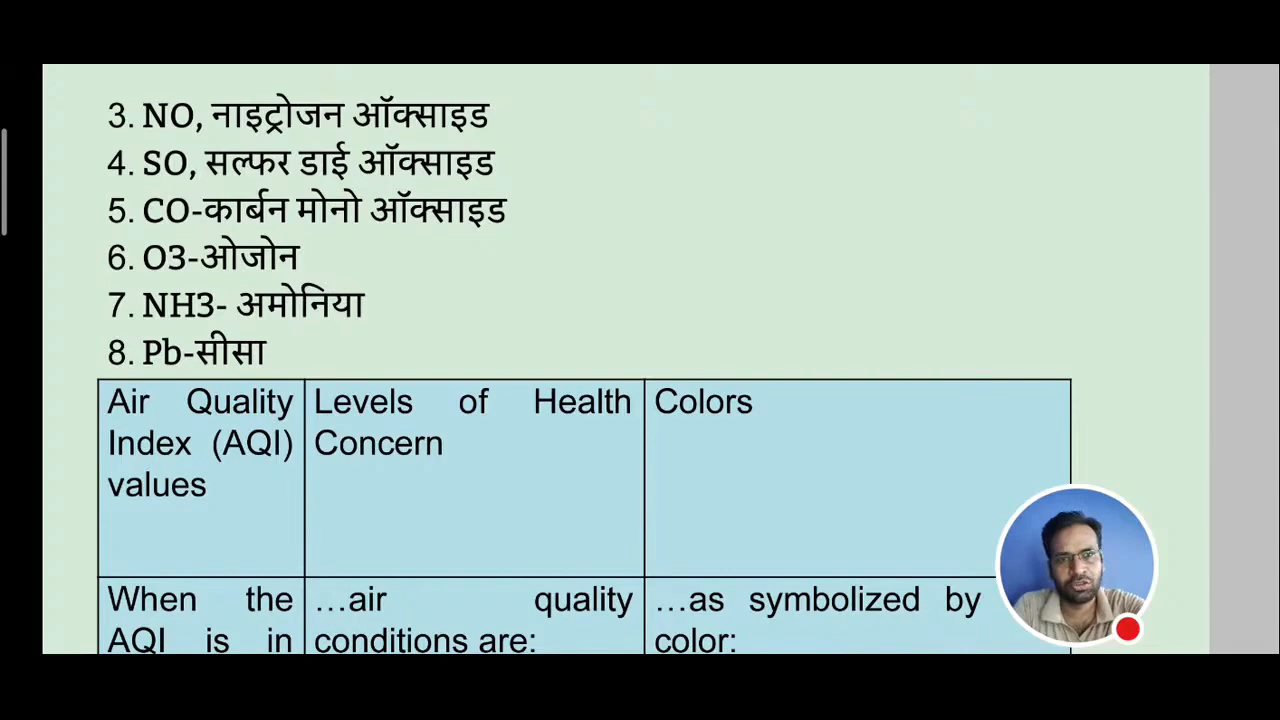 3. NO, नाइट्रोजन ऑक्साइड
4. SO, सल्फर डाई ऑक्साइड
5. CO-कार्बन मोनो ऑक्साइड
6. O3-ओजोन
7. NH3- अमोनिया
8. Pb-सीसा
Air Quality Index (AQI) values
Levels of Health Concern
Colors
When the AQI is in
…air quality conditions are:
…as symbolized by color: